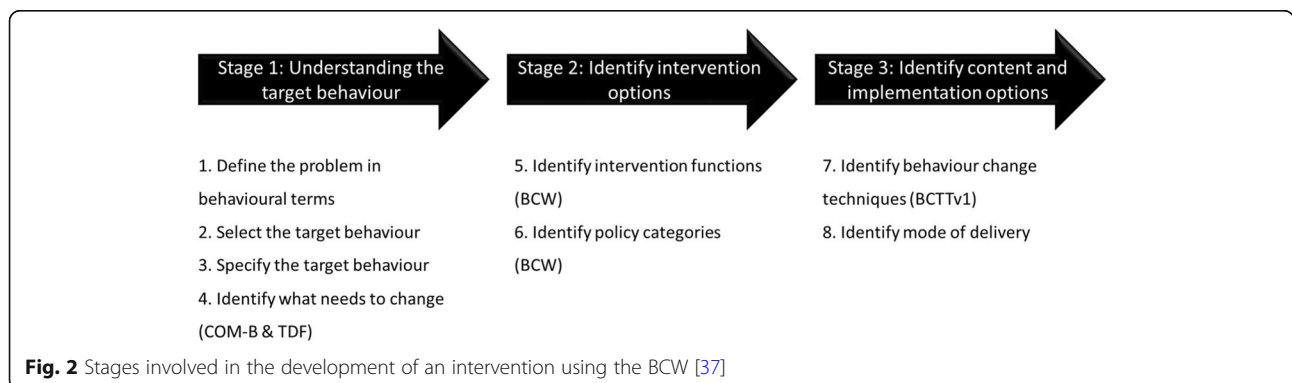 Stage 1: Understanding the
target behaviour
Stage 2: Identify intervention
options
Stage 3: Identify content and
implementation options
1. Define the problem in
behavioural terms
2. Select the target behaviour
3. Specify the target behaviour
4. Identify what needs to change
(COM-B & TDF)
5. Identify intervention functions
(BCW)
6. Identify policy categories
(BCW)
7. Identify behaviour change
techniques (BCTTv1)
8. Identify mode of delivery
Fig. 2 Stages involved in the development of an intervention using the BCW [37]